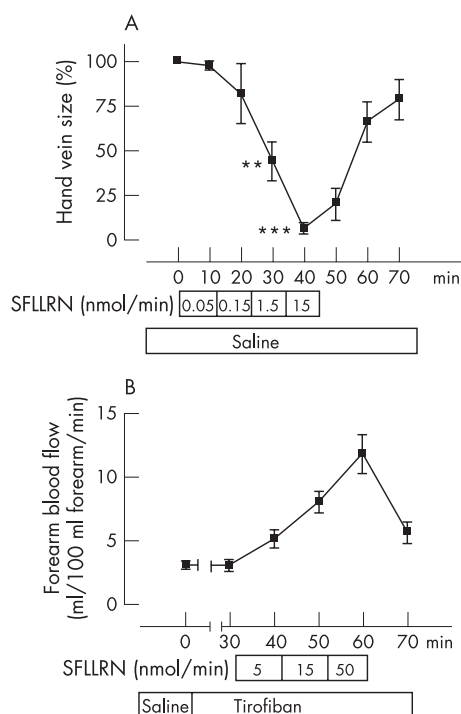 A
Hand vein size (%)
100
75
50
25
0
**
***
0 10 20 30 40 50 60 70 min
SFLLRN (nmol/min) 0.05 0.15 1.5 15
Saline
B
Forearm blood flow
(ml/100 ml forearm/min)
15
10
5
0
0 30 40 50 60 70 min
SFLLRN (nmol/min) 5 15 50
Saline Tirofiban